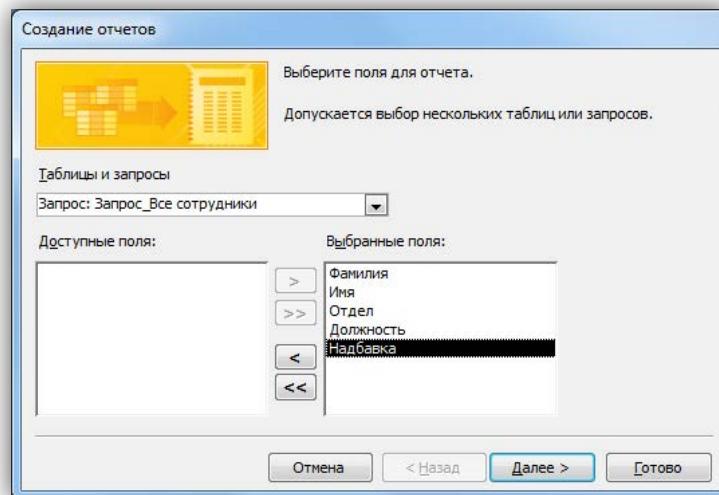 Создание отчетов
Выберите поля для отчета.
Допускается выбор нескольких таблиц или запросов.
Таблицы и запросы
Запрос: Запрос_Все сотрудники
Доступные поля:
Выбранные поля:
>
>>
<
<<
Фамилия
Имя
Отдел
Должность
Надбавка
Отмена
< Назад
Далее >
Готово